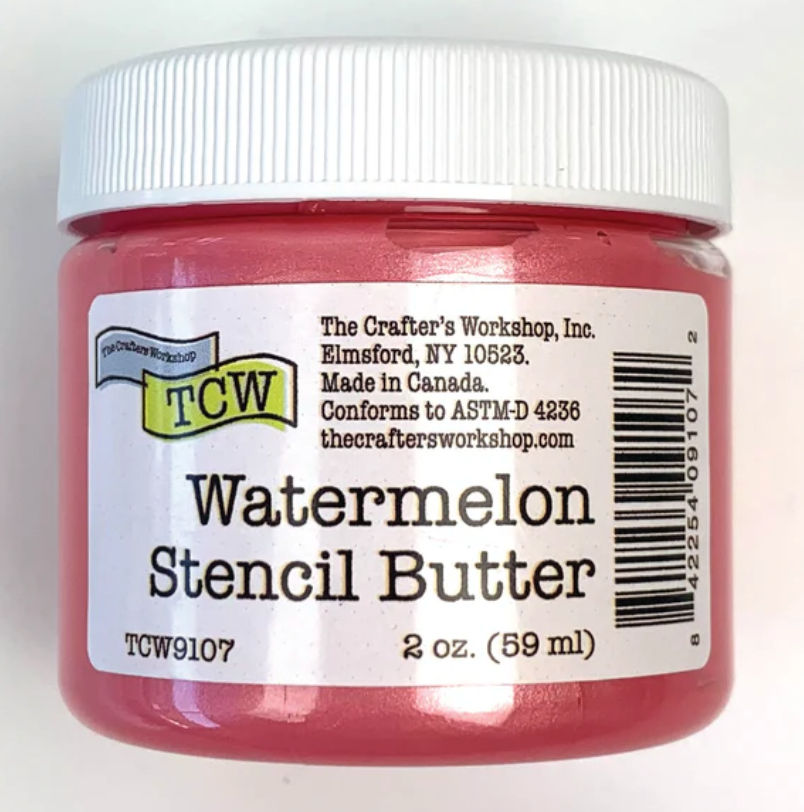 The Crafters Workshop
TCW
The Crafter's Workshop, Inc.
Elmsford, NY 10523.
Made in Canada.
Conforms to ASTM-D 4236
thecraftersworkshop.com
Watermelon
Stencil Butter
TCW9107
2 oz. (59 ml)
8 42254 09107 2